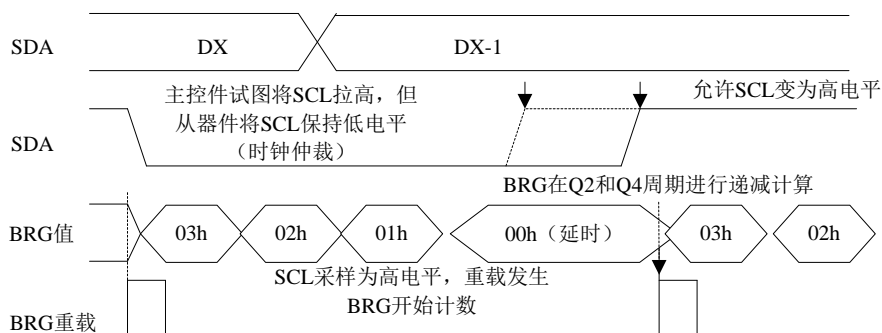 SDA
DX
DX-1
主控件试图将SCL拉高，但
从器件将SCL保持低电平
（时钟仲裁）
允许SCL变为高电平
SDA
BRG在Q2和Q4周期进行递减计算
BRG值
03h
02h
01h
00h（延时）
03h
02h
SCL采样为高电平，重载发生
BRG开始计数
BRG重载